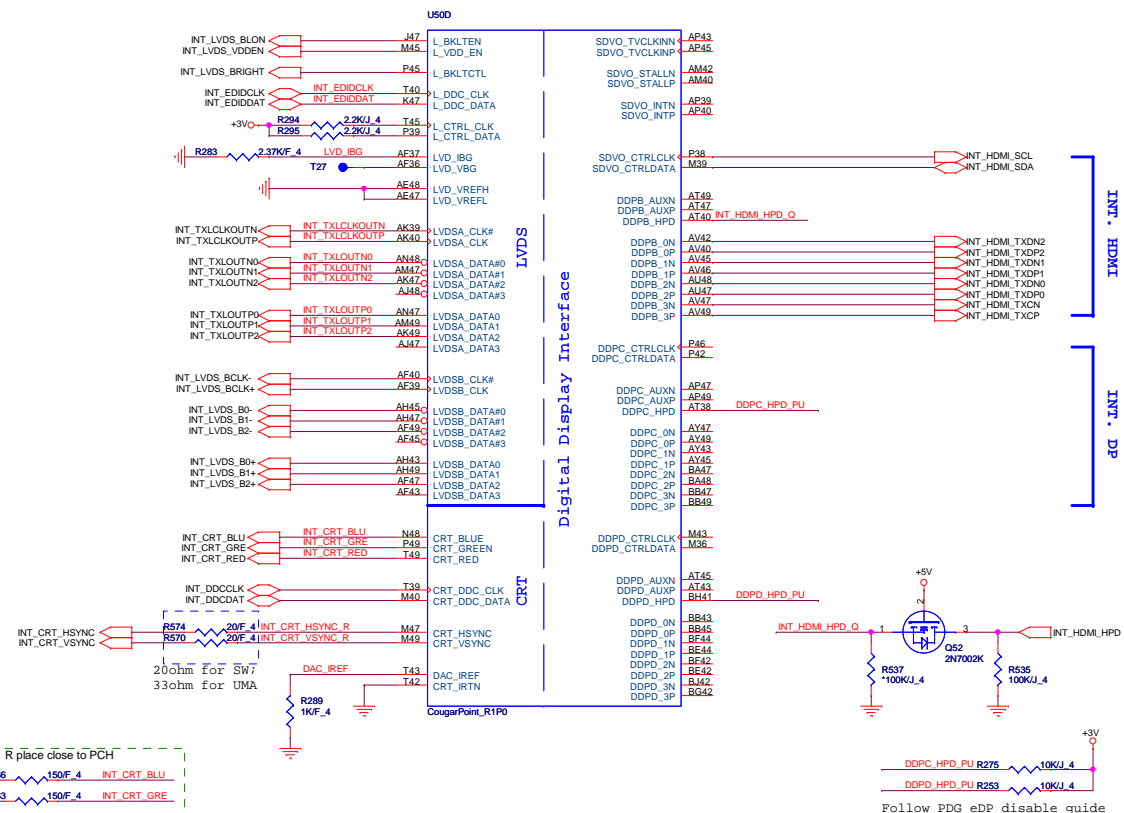 U50D
INT_LVDS_BLON J47 L_BKLTEN
INT_LVDS_VDDEN M45 L_VDD_EN
INT_LVDS_BRIGHT P45 L_BKLTCTL
INT_EDIDCLK INT_EDIDCLK T40 L_DDC_CLK
INT_EDIDDAT INT_EDIDDAT K47 L_DDC_DATA
+3V R294 2.2K/J_4 T45 L_CTRL_CLK
R295 2.2K/J_4 P39 L_CTRL_DATA
R283 2.37K/F_4 LVD_IBG AF37 LVD_IBG
T27 AF36 LVD_VBG
AE48 LVD_VREFH
AE47 LVD_VREFL
INT_TXLCLKOUTN INT_TXLCLKOUTN AK39 LVDSA_CLK#
INT_TXLCLKOUTP INT_TXLCLKOUTP AK40 LVDSA_CLK
INT_TXLOUTN0 INT_TXLOUTN0 AN48 LVDSA_DATA#0
INT_TXLOUTN1 INT_TXLOUTN1 AM47 LVDSA_DATA#1
INT_TXLOUTN2 INT_TXLOUTN2 AK47 LVDSA_DATA#2
AJ48 LVDSA_DATA#3
INT_TXLOUTP0 INT_TXLOUTP0 AN47 LVDSA_DATA0
INT_TXLOUTP1 INT_TXLOUTP1 AM49 LVDSA_DATA1
INT_TXLOUTP2 INT_TXLOUTP2 AK49 LVDSA_DATA2
AJ47 LVDSA_DATA3
INT_LVDS_BCLK- AF40 LVDSB_CLK#
INT_LVDS_BCLK+ AF39 LVDSB_CLK
INT_LVDS_B0- AH45 LVDSB_DATA#0
INT_LVDS_B1- AH47 LVDSB_DATA#1
INT_LVDS_B2- AF49 LVDSB_DATA#2
AF45 LVDSB_DATA#3
INT_LVDS_B0+ AH43 LVDSB_DATA0
INT_LVDS_B1+ AH49 LVDSB_DATA1
INT_LVDS_B2+ AF47 LVDSB_DATA2
AF43 LVDSB_DATA3
INT_CRT_BLU INT_CRT_BLU N48 CRT_BLUE
INT_CRT_GRE INT_CRT_GRE P49 CRT_GREEN
INT_CRT_RED INT_CRT_RED T49 CRT_RED
INT_DDCCLK T39 CRT_DDC_CLK
INT_DDCDAT M40 CRT_DDC_DATA
INT_CRT_HSYNC R574 20/F_4 INT_CRT_HSYNC_R M47 CRT_HSYNC
INT_CRT_VSYNC R570 20/F_4 INT_CRT_VSYNC_R M49 CRT_VSYNC
20ohm for SW;
33ohm for UMA
DAC_IREF T43 DAC_IREF
T42 CRT_IRTN
R289
1K/F_4
CougarPoint_R1P0
LVDS
CRT
Digital Display Interface
SDVO_TVCLKINN AP43
SDVO_TVCLKINP AP45
SDVO_STALLN AM42
SDVO_STALLP AM40
SDVO_INTN AP39
SDVO_INTP AP40
SDVO_CTRLCLK P38 INT_HDMI_SCL
SDVO_CTRLDATA M39 INT_HDMI_SDA
DDPB_AUXN AT49
DDPB_AUXP AT47
DDPB_HPD AT40 INT_HDMI_HPD_Q
DDPB_0N AV42 INT_HDMI_TXDN2
DDPB_0P AV40 INT_HDMI_TXDP2
DDPB_1N AV45 INT_HDMI_TXDN1
DDPB_1P AV46 INT_HDMI_TXDP1
DDPB_2N AU48 INT_HDMI_TXDN0
DDPB_2P AU47 INT_HDMI_TXDP0
DDPB_3N AV47 INT_HDMI_TXCN
DDPB_3P AV49 INT_HDMI_TXCP
INT. HDMI
DDPC_CTRLCLK P46
DDPC_CTRLDATA P42
DDPC_AUXN AP47
DDPC_AUXP AP49
DDPC_HPD AT38 DDPC_HPD_PU
DDPC_0N AY47
DDPC_0P AY49
DDPC_1N AY43
DDPC_1P AY45
DDPC_2N BA47
DDPC_2P BA48
DDPC_3N BB47
DDPC_3P BB49
INT. DP
DDPD_CTRLCLK M43
DDPD_CTRLDATA M36
DDPD_AUXN AT45
DDPD_AUXP AT43
DDPD_HPD BH41 DDPD_HPD_PU
DDPD_0N BB43
DDPD_0P BB45
DDPD_1N BF44
DDPD_1P BE44
DDPD_2N BF42
DDPD_2P BE42
DDPD_3N BJ42
DDPD_3P BG42
+5V
2
INT_HDMI_HPD_Q 1 3 INT_HDMI_HPD
Q52
2N7002K
R537
*100K/J_4
R535
100K/J_4
+3V
DDPC_HPD_PU R275 10K/J_4
DDPD_HPD_PU R253 10K/J_4
Follow PDG eDP disable guide
R place close to PCH
150/F_4 INT_CRT_BLU
150/F_4 INT_CRT_GRE